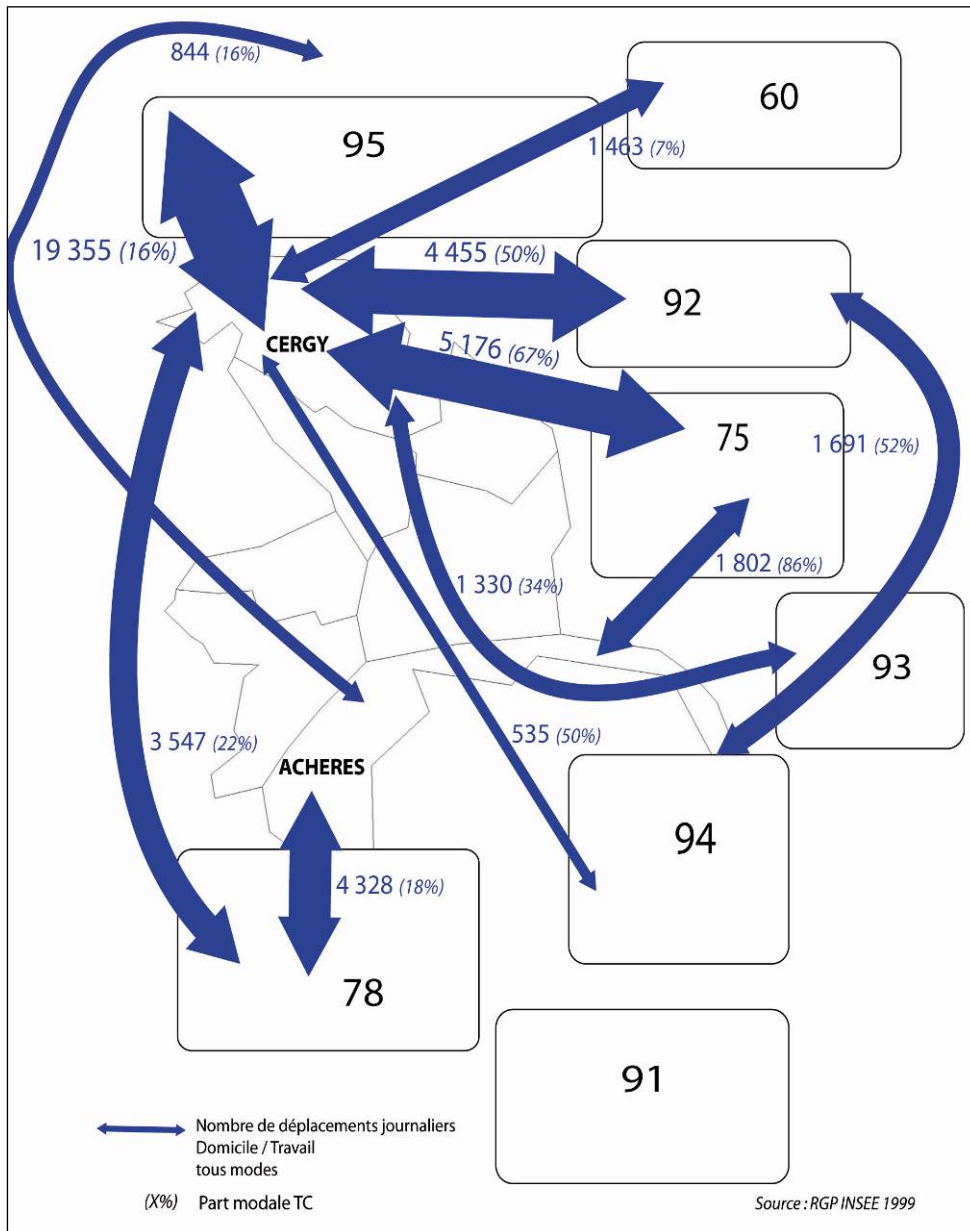 844 (16%)
60
95
1 463 (7%)
19 355 (16%)
4 455 (50%)
92
CERGY
5 176 (67%)
75
1 691 (52%)
1 802 (86%)
1 330 (34%)
93
3 547 (22%)
535 (50%)
ACHERES
94
4 328 (18%)
78
91
Nombre de déplacements journaliers
Domicile / Travail
tous modes
(X%) Part modale TC
Source : RGP INSEE 1999